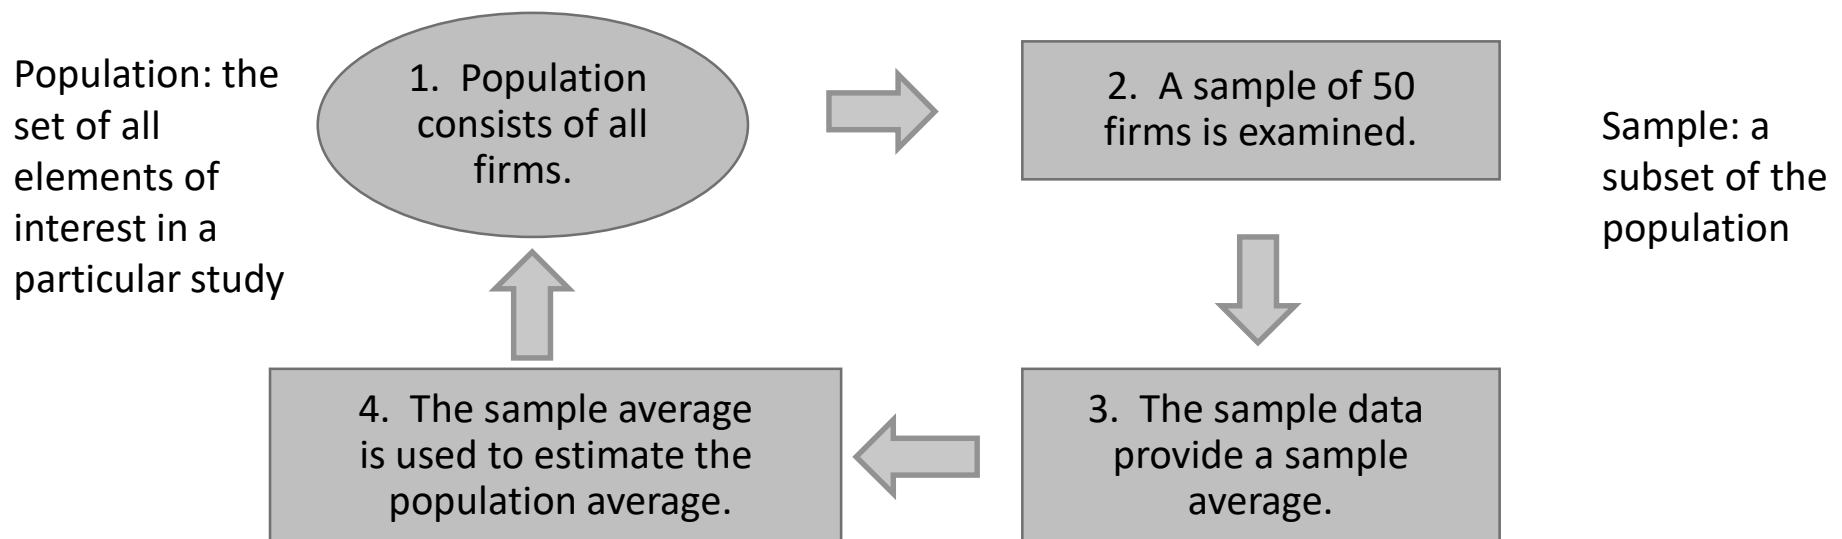 Population: the
set of all
elements of
interest in a
particular study
1. Population
consists of all
firms.
2. A sample of 50
firms is examined.
Sample: a
subset of the
population
3. The sample data
provide a sample
average.
4. The sample average
is used to estimate the
population average.